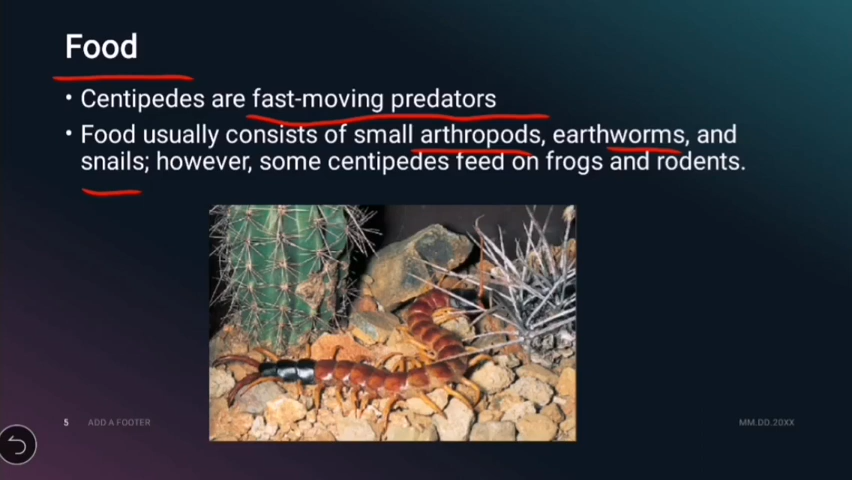 Food
• Centipedes are fast-moving predators
• Food usually consists of small arthropods, earthworms, and
snails; however, some centipedes feed on frogs and rodents.
5 ADD A FOOTER MM.DD.20XX